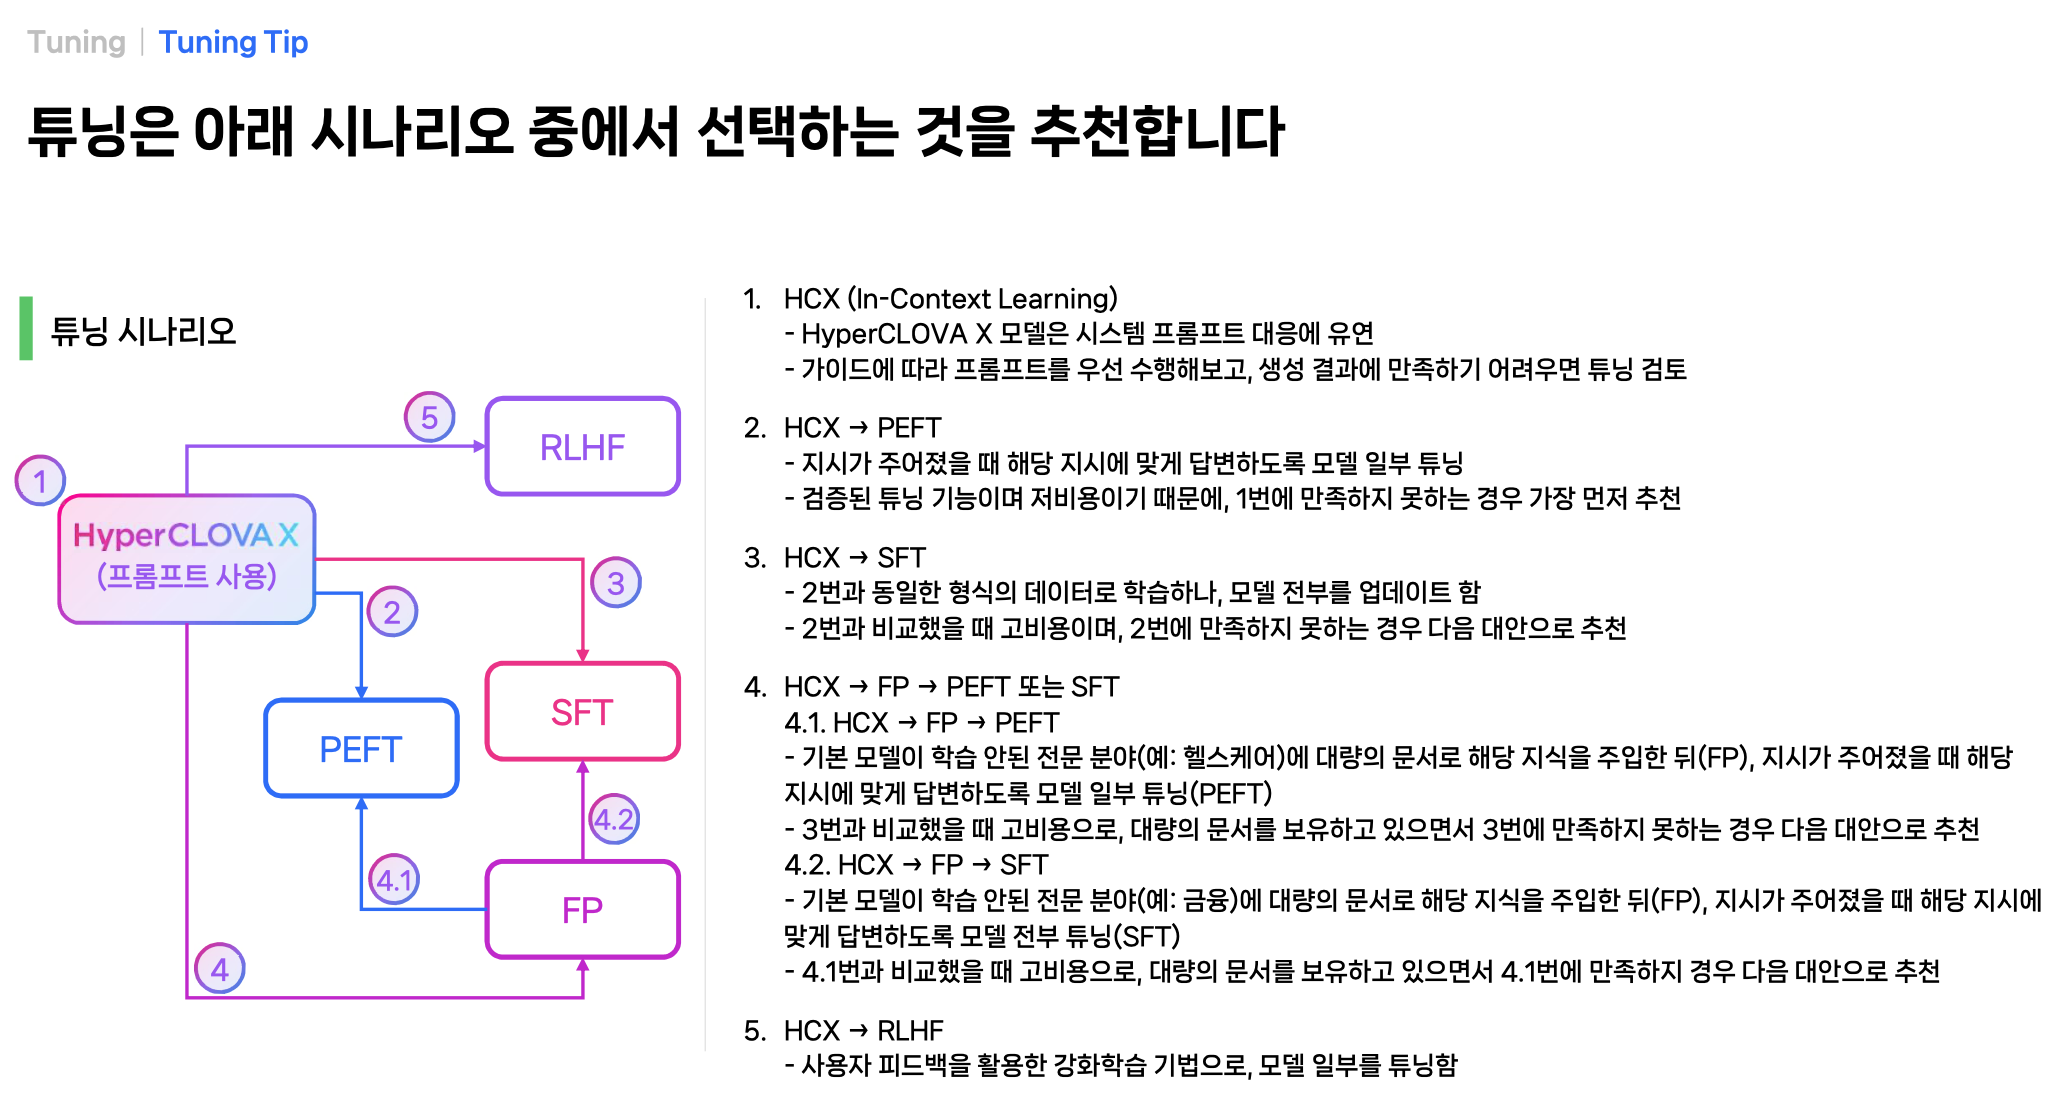 Tuning | Tuning Tip
튜닝은 아래 시나리오 중에서 선택하는 것을 추천합니다
튜닝 시나리오
1
HyperCLOVA X
(프롬프트 사용)
5
RLHF
3
2
SFT
PEFT
4.2
4.1
FP
4
1. HCX (In-Context Learning)
- HyperCLOVA X 모델은 시스템 프롬프트 대응에 유연
- 가이드에 따라 프롬프트를 우선 수행해보고, 생성 결과에 만족하기 어려우면 튜닝 검토
2. HCX → PEFT
- 지시가 주어졌을 때 해당 지시에 맞게 답변하도록 모델 일부 튜닝
- 검증된 튜닝 기능이며 저비용이기 때문에, 1번에 만족하지 못하는 경우 가장 먼저 추천
3. HCX → SFT
- 2번과 동일한 형식의 데이터로 학습하나, 모델 전부를 업데이트 함
- 2번과 비교했을 때 고비용이며, 2번에 만족하지 못하는 경우 다음 대안으로 추천
4. HCX → FP → PEFT 또는 SFT
4.1. HCX → FP → PEFT
- 기본 모델이 학습 안된 전문 분야(예: 헬스케어)에 대량의 문서로 해당 지식을 주입한 뒤(FP), 지시가 주어졌을 때 해당
지시에 맞게 답변하도록 모델 일부 튜닝(PEFT)
- 3번과 비교했을 때 고비용으로, 대량의 문서를 보유하고 있으면서 3번에 만족하지 못하는 경우 다음 대안으로 추천
4.2. HCX → FP → SFT
- 기본 모델이 학습 안된 전문 분야(예: 금융)에 대량의 문서로 해당 지식을 주입한 뒤(FP), 지시가 주어졌을 때 해당 지시에
맞게 답변하도록 모델 전부 튜닝(SFT)
- 4.1번과 비교했을 때 고비용으로, 대량의 문서를 보유하고 있으면서 4.1번에 만족하지 경우 다음 대안으로 추천
5. HCX → RLHF
- 사용자 피드백을 활용한 강화학습 기법으로, 모델 일부를 튜닝함